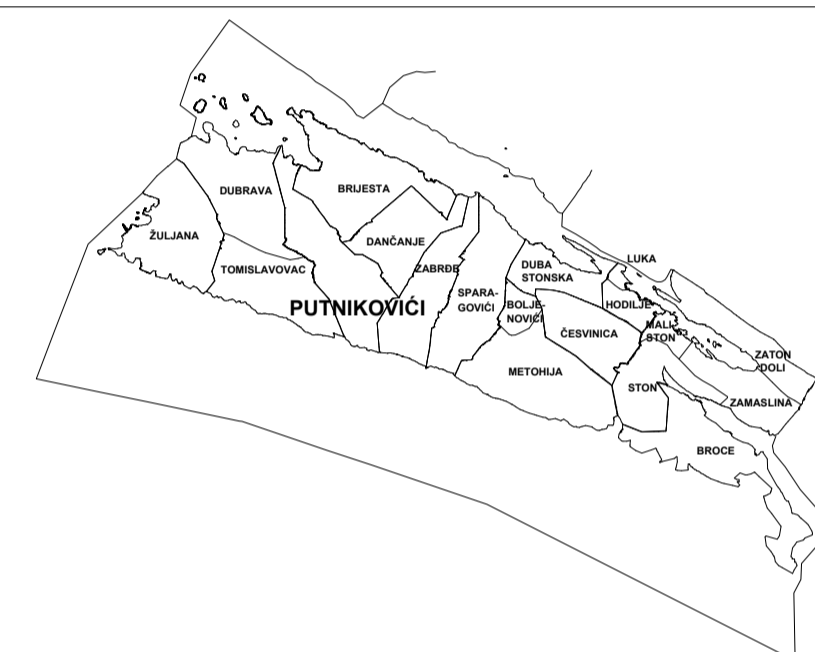 BRIJESTA
DUBRAVA
ŽULJANA
DANČANJE
TOMISLAVOVAC
ZABRĐE
PUTNIKOVIĆI
SPARA-
GOVIĆI
DUBA
STONSKA
LUKA
BOLJE-
NOVIĆI
HODILJE
ČESVINICA
MALI
STON
METOHIJA
ZATON
DOLI
STON
ZAMASLINA
BROCE